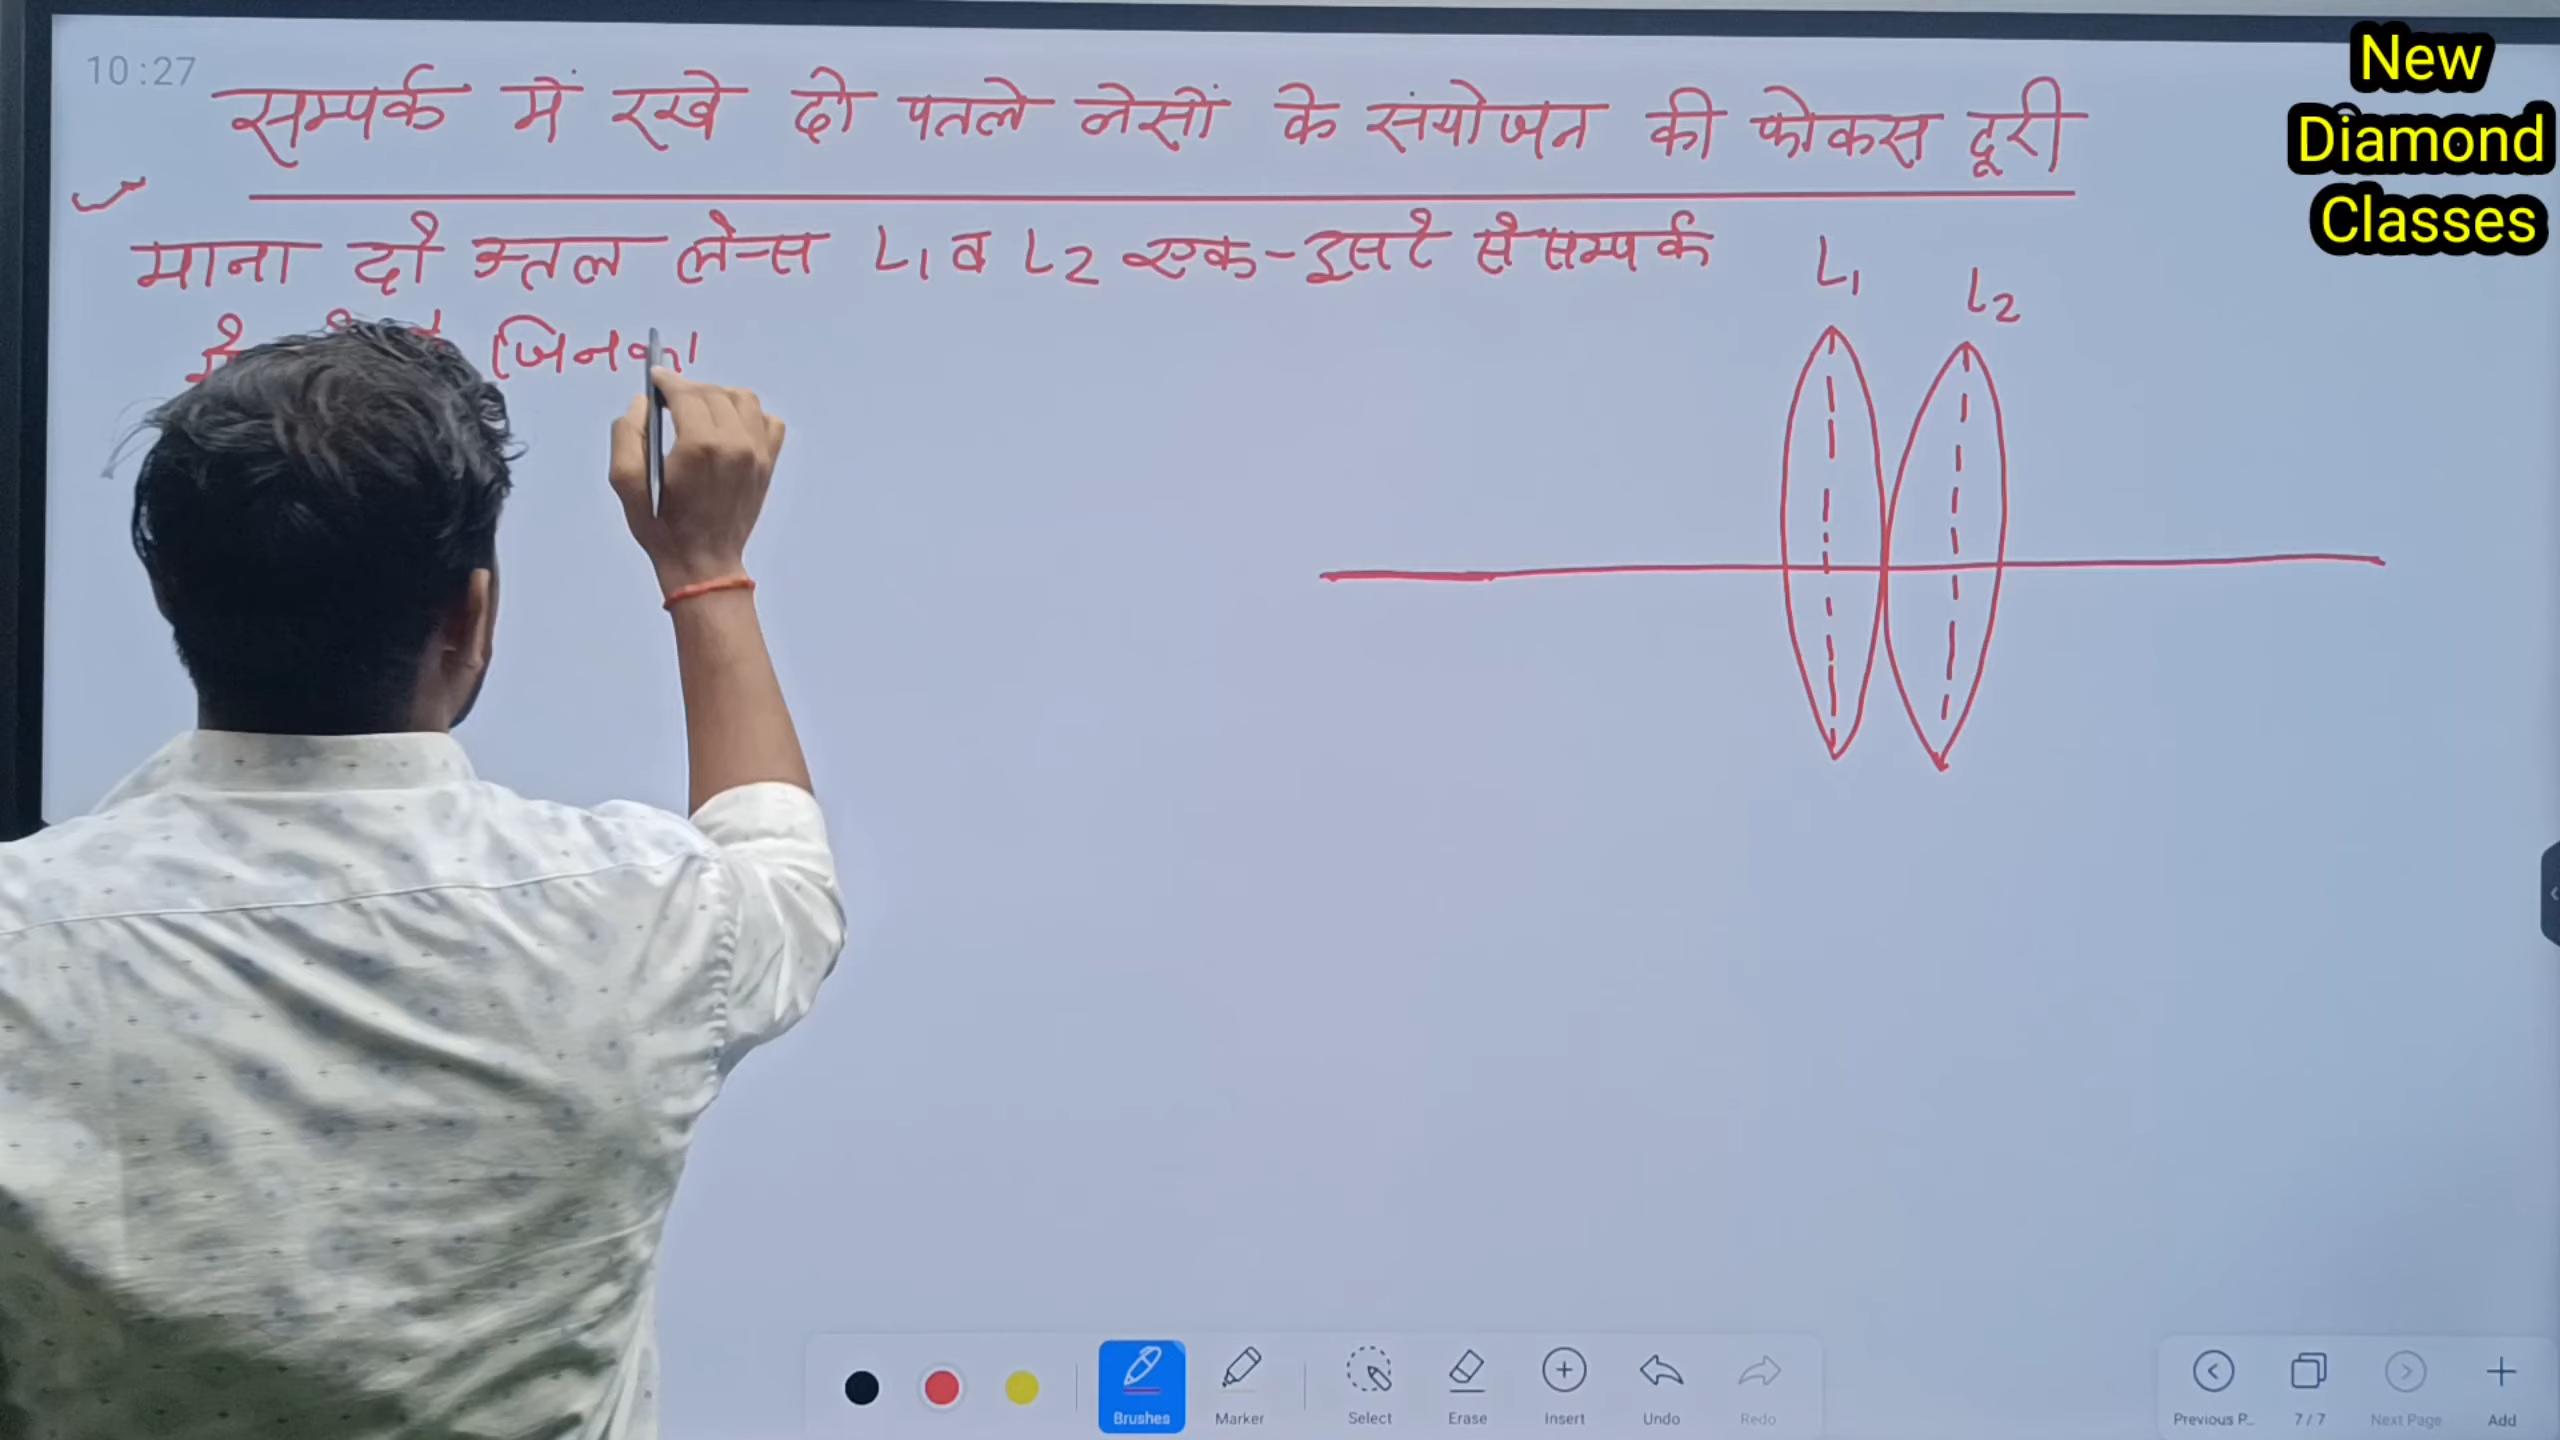 10:27
सम्पर्क में रखे दो पतले लेसों के संयोजन की फोकस दूरी
माना दो उत्तल लेन्स L1 व L2 एक-दूसरे से सम्पर्क
में जिनका
L1
L2
New
Diamond
Classes
Brushes
Marker
Select
Erase
Insert
Undo
Redo
Previous P...
7/7
Next Page
Add